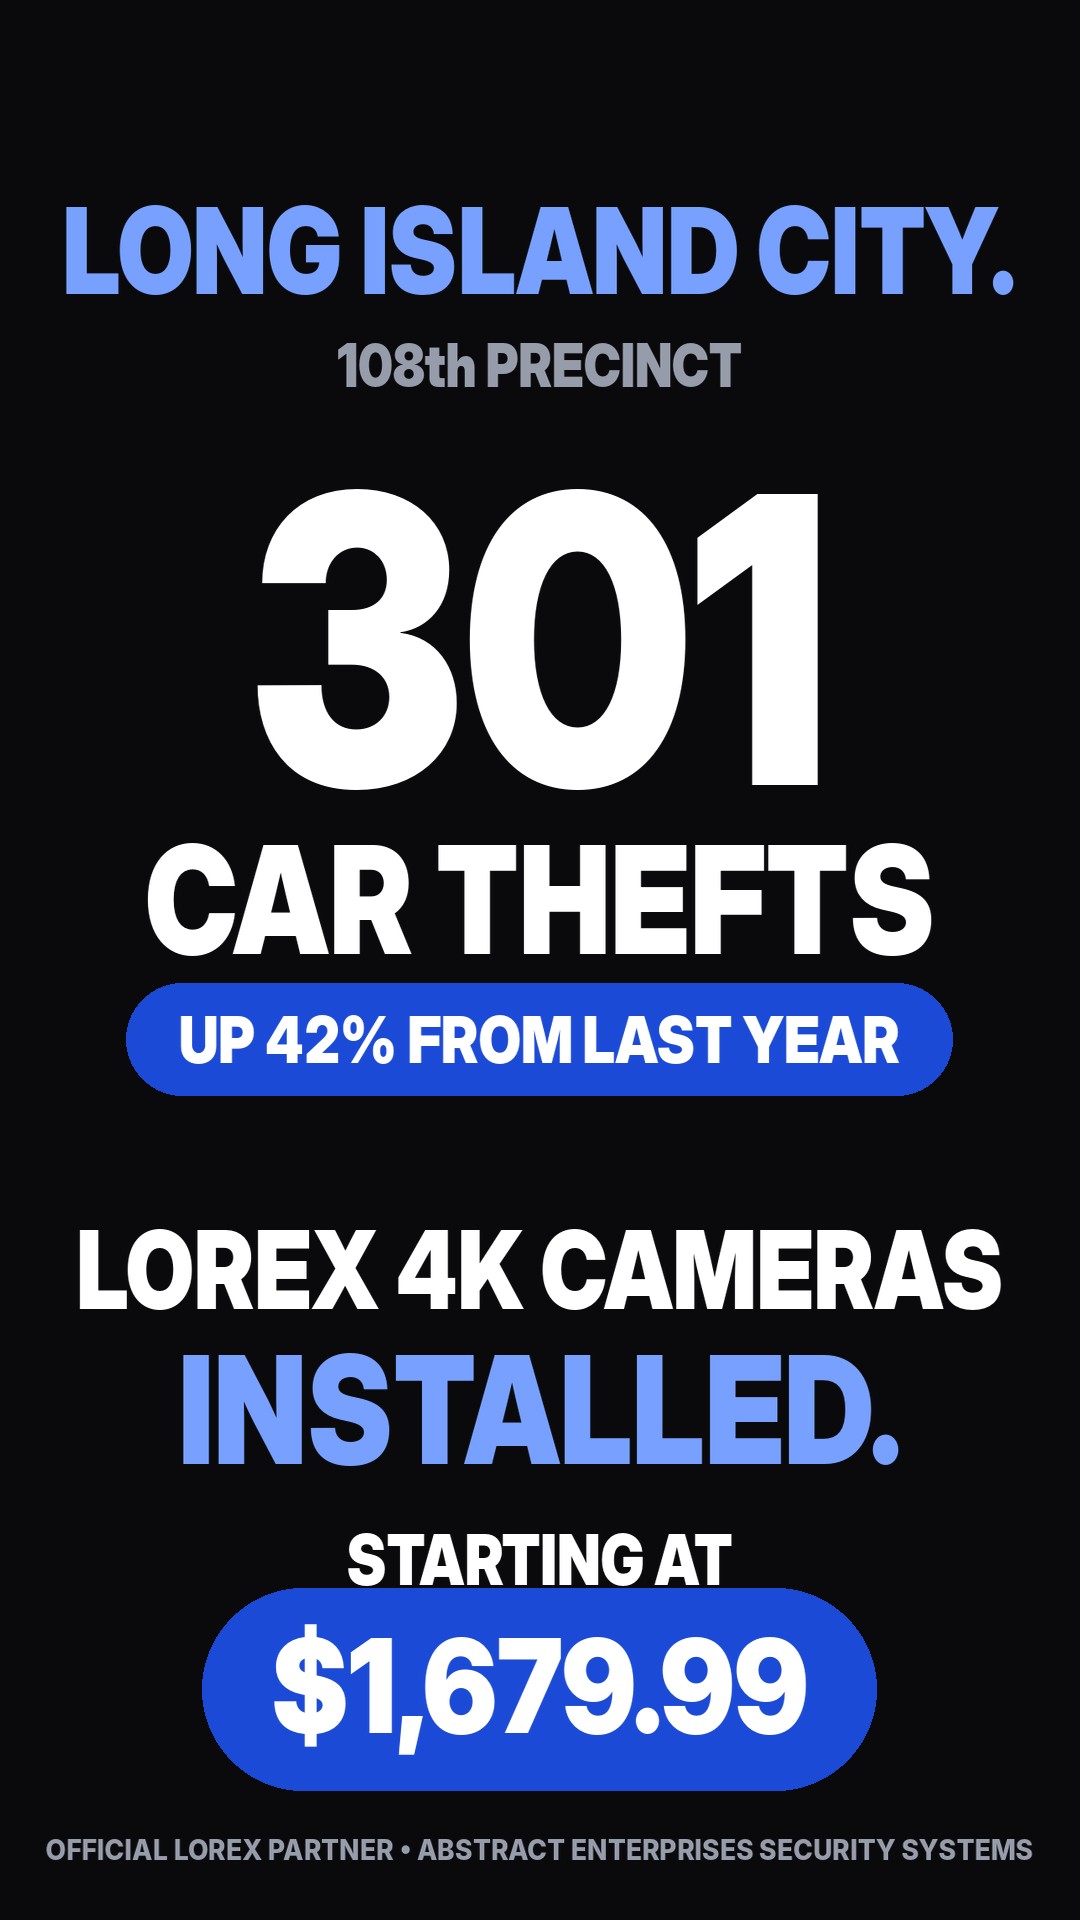 LONG ISLAND CITY.
108th PRECINCT
301
CAR THEFTS
UP 42% FROM LAST YEAR
LOREX 4K CAMERAS
INSTALLED.
STARTING AT
$1,679.99
OFFICIAL LOREX PARTNER • ABSTRACT ENTERPRISES SECURITY SYSTEMS